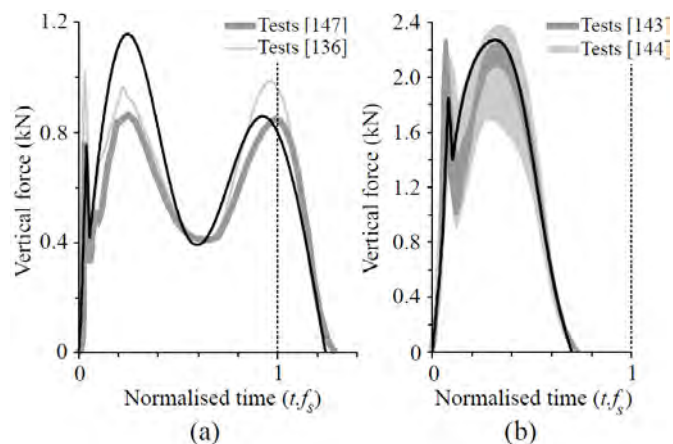 Tests [147]
Tests [136]
1.2
0.8
0.4
0
Vertical force (kN)
0
1
Normalised time (t.fs)
(a)
Tests [143]
Tests [144]
2.4
2.0
1.6
1.2
0.8
0.4
0
Vertical force (kN)
0
1
Normalised time (t.fs)
(b)